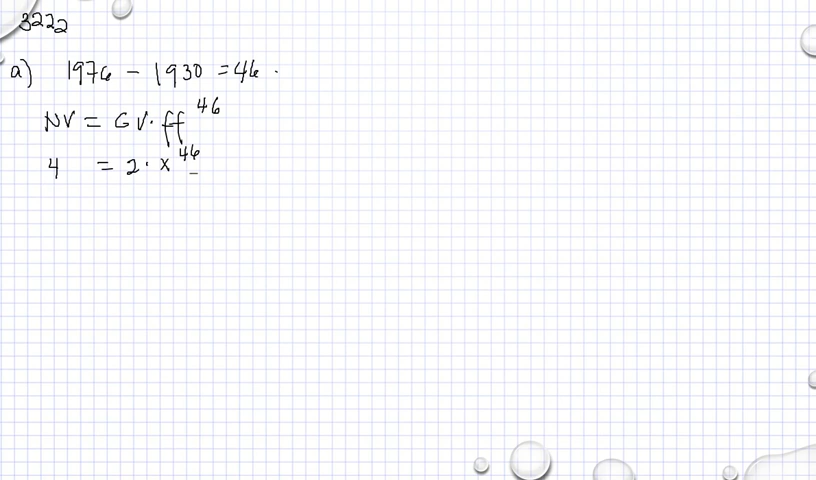 3222
a) 1976 - 1930 = 46.
NV = GV · ff^46
4 = 2 · x^46